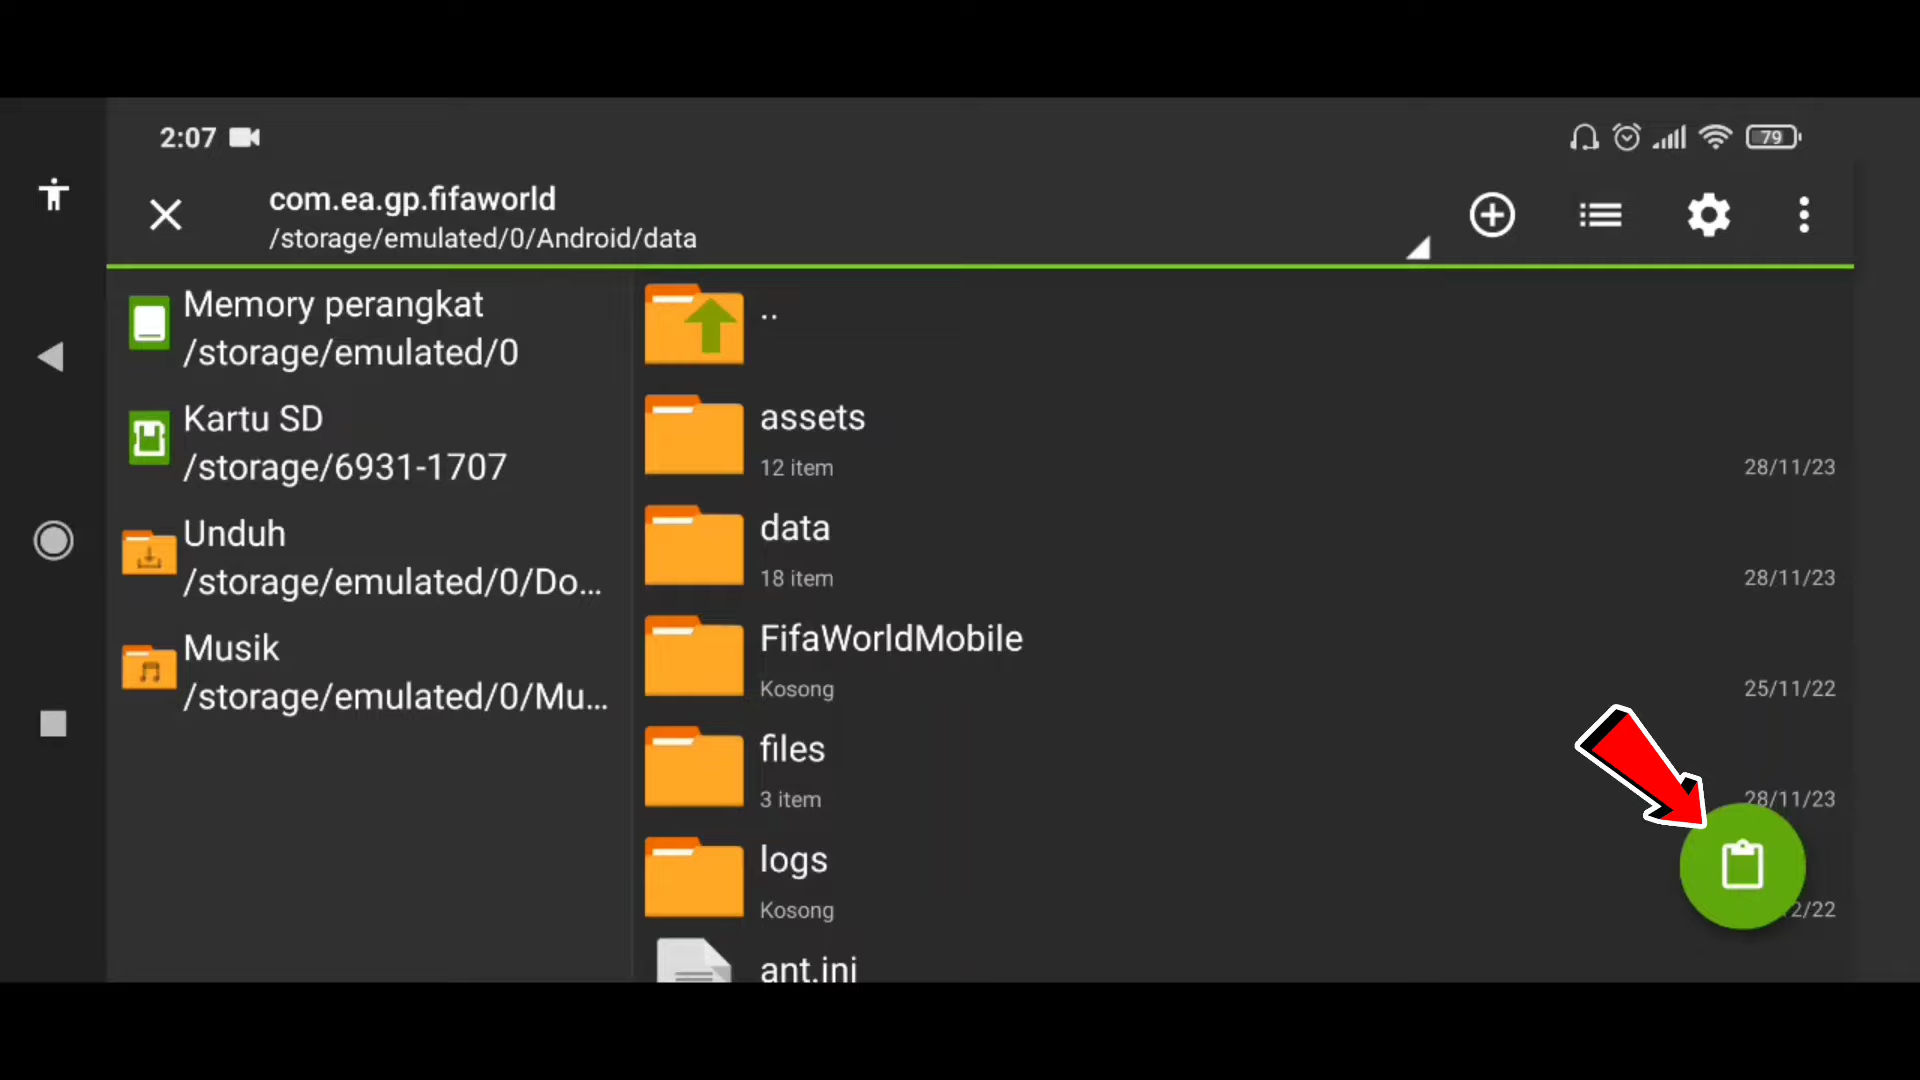 2:07
79
com.ea.gp.fifaworld
/storage/emulated/0/Android/data
Memory perangkat
/storage/emulated/0
Kartu SD
/storage/6931-1707
Unduh
/storage/emulated/0/Do...
Musik
/storage/emulated/0/Mu...
..
assets
12 item
28/11/23
data
18 item
28/11/23
FifaWorldMobile
Kosong
25/11/22
files
3 item
28/11/23
logs
Kosong
2/22
ant.ini